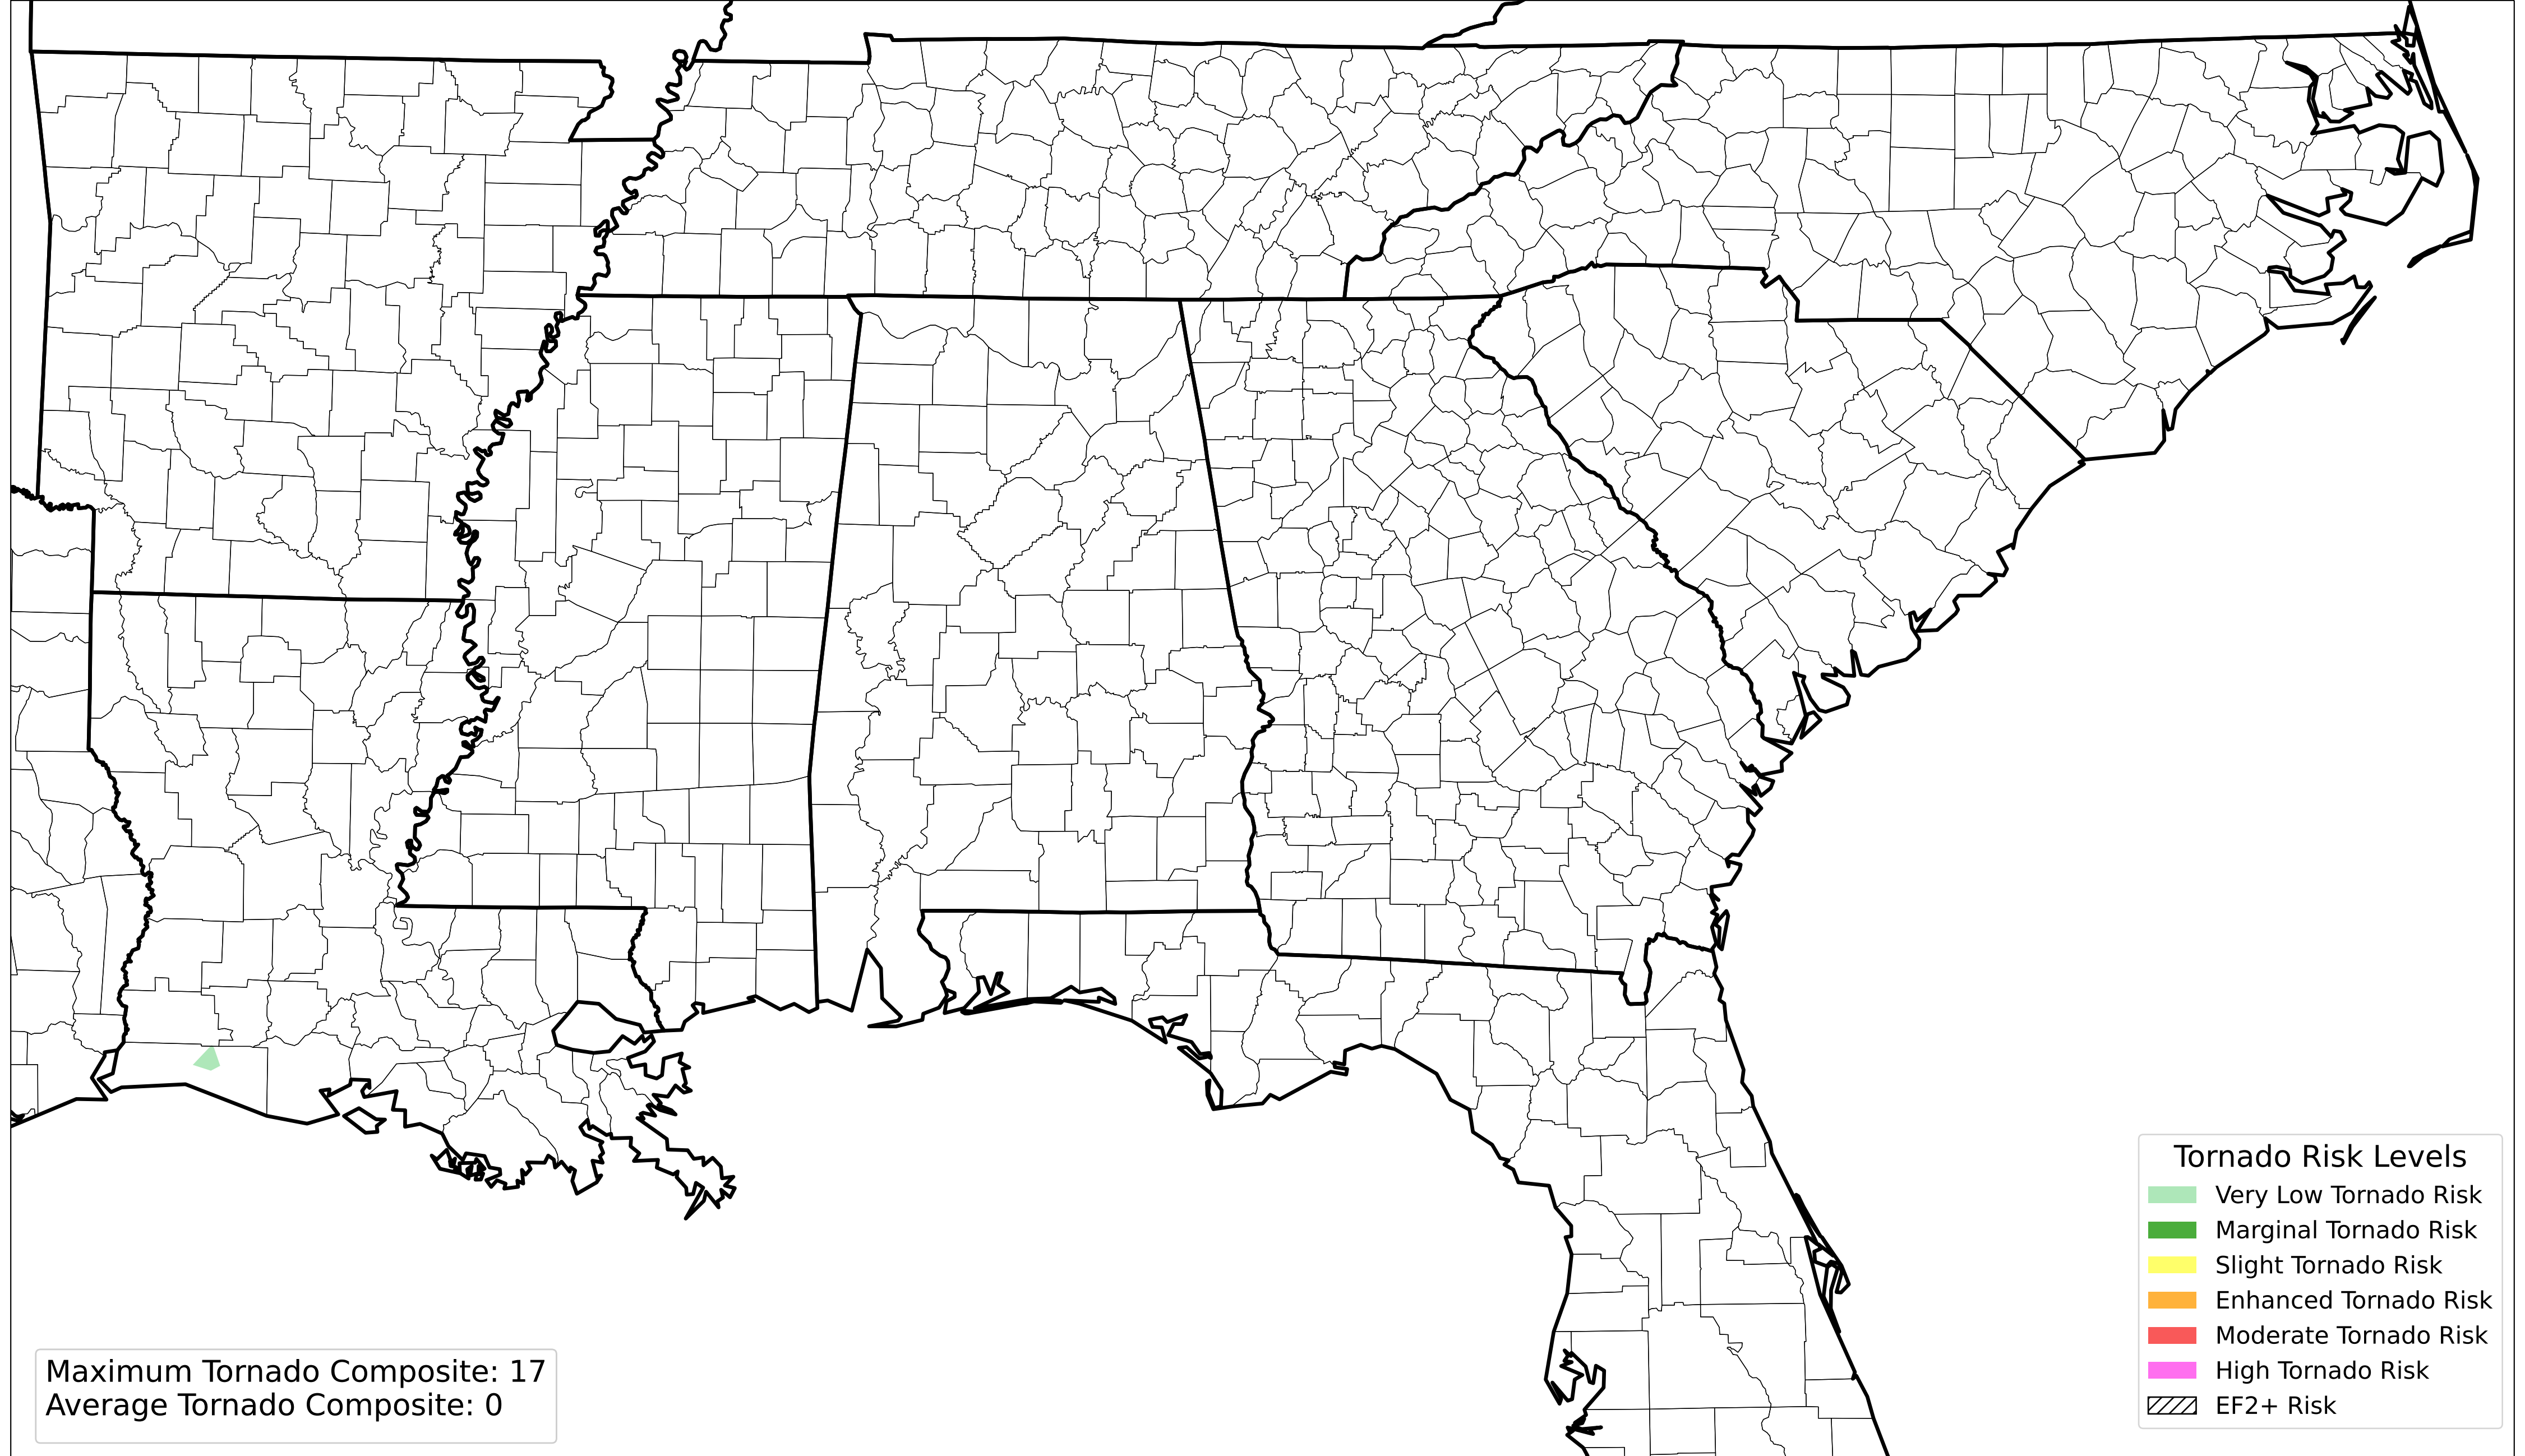 Tornado Risk Levels
Very Low Tornado Risk
Marginal Tornado Risk
Slight Tornado Risk
Enhanced Tornado Risk
Moderate Tornado Risk
High Tornado Risk
EF2+ Risk
Maximum Tornado Composite: 17
Average Tornado Composite: 0